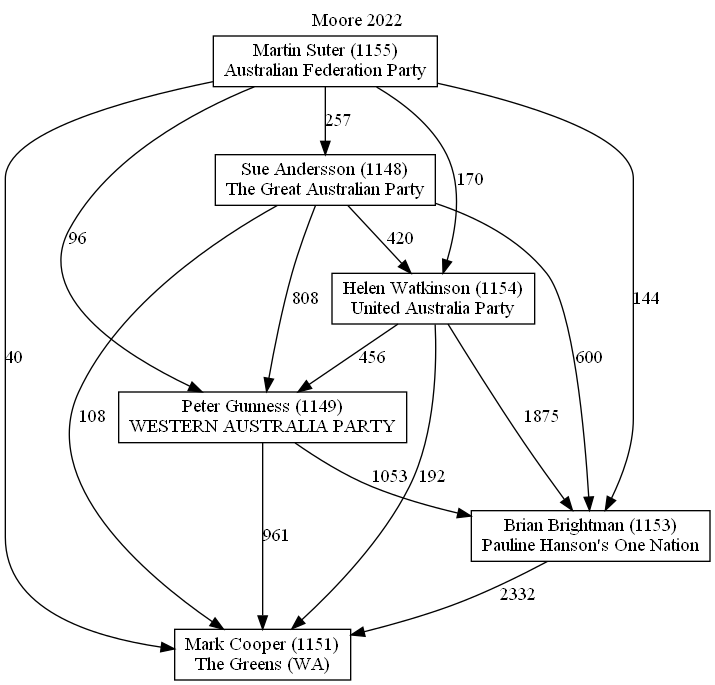 Moore 2022
Martin Suter (1155)
Australian Federation Party
257
Sue Andersson (1148)
The Great Australian Party
170
96
420
Helen Watkinson (1154)
United Australia Party
808
144
40
456
600
Peter Gunness (1149)
WESTERN AUSTRALIA PARTY
108
1875
1053
192
961
Brian Brightman (1153)
Pauline Hanson's One Nation
2332
Mark Cooper (1151)
The Greens (WA)